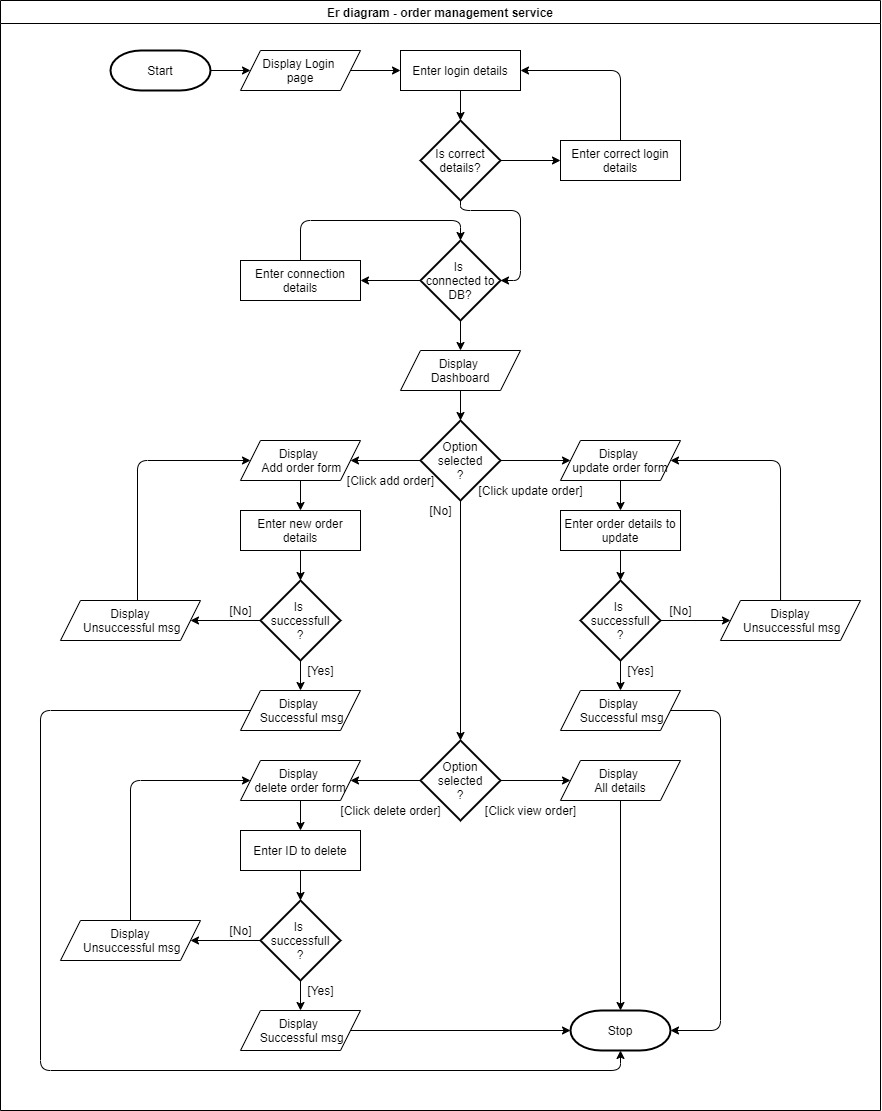 Er diagram - order management service
Start
Display Login
page
Enter login details
Is correct
details?
Enter correct login
details
Enter connection
details
Is
connected to
DB?
Display
Dashboard
Display
Add order form
Option
selected
?
Display
update order form
[Click add order]
[Click update order]
[No]
Enter new order
details
Enter order details to
update
Display
Unsuccessful msg
[No]
Is
successfull
?
Is
successfull
?
[No]
Display
Unsuccessful msg
[Yes]
[Yes]
Display
Successful msg
Display
Successful msg
Display
delete order form
Option
selected
?
Display
All details
[Click delete order]
[Click view order]
Enter ID to delete
Display
Unsuccessful msg
[No]
Is
successfull
?
[Yes]
Display
Successful msg
Stop